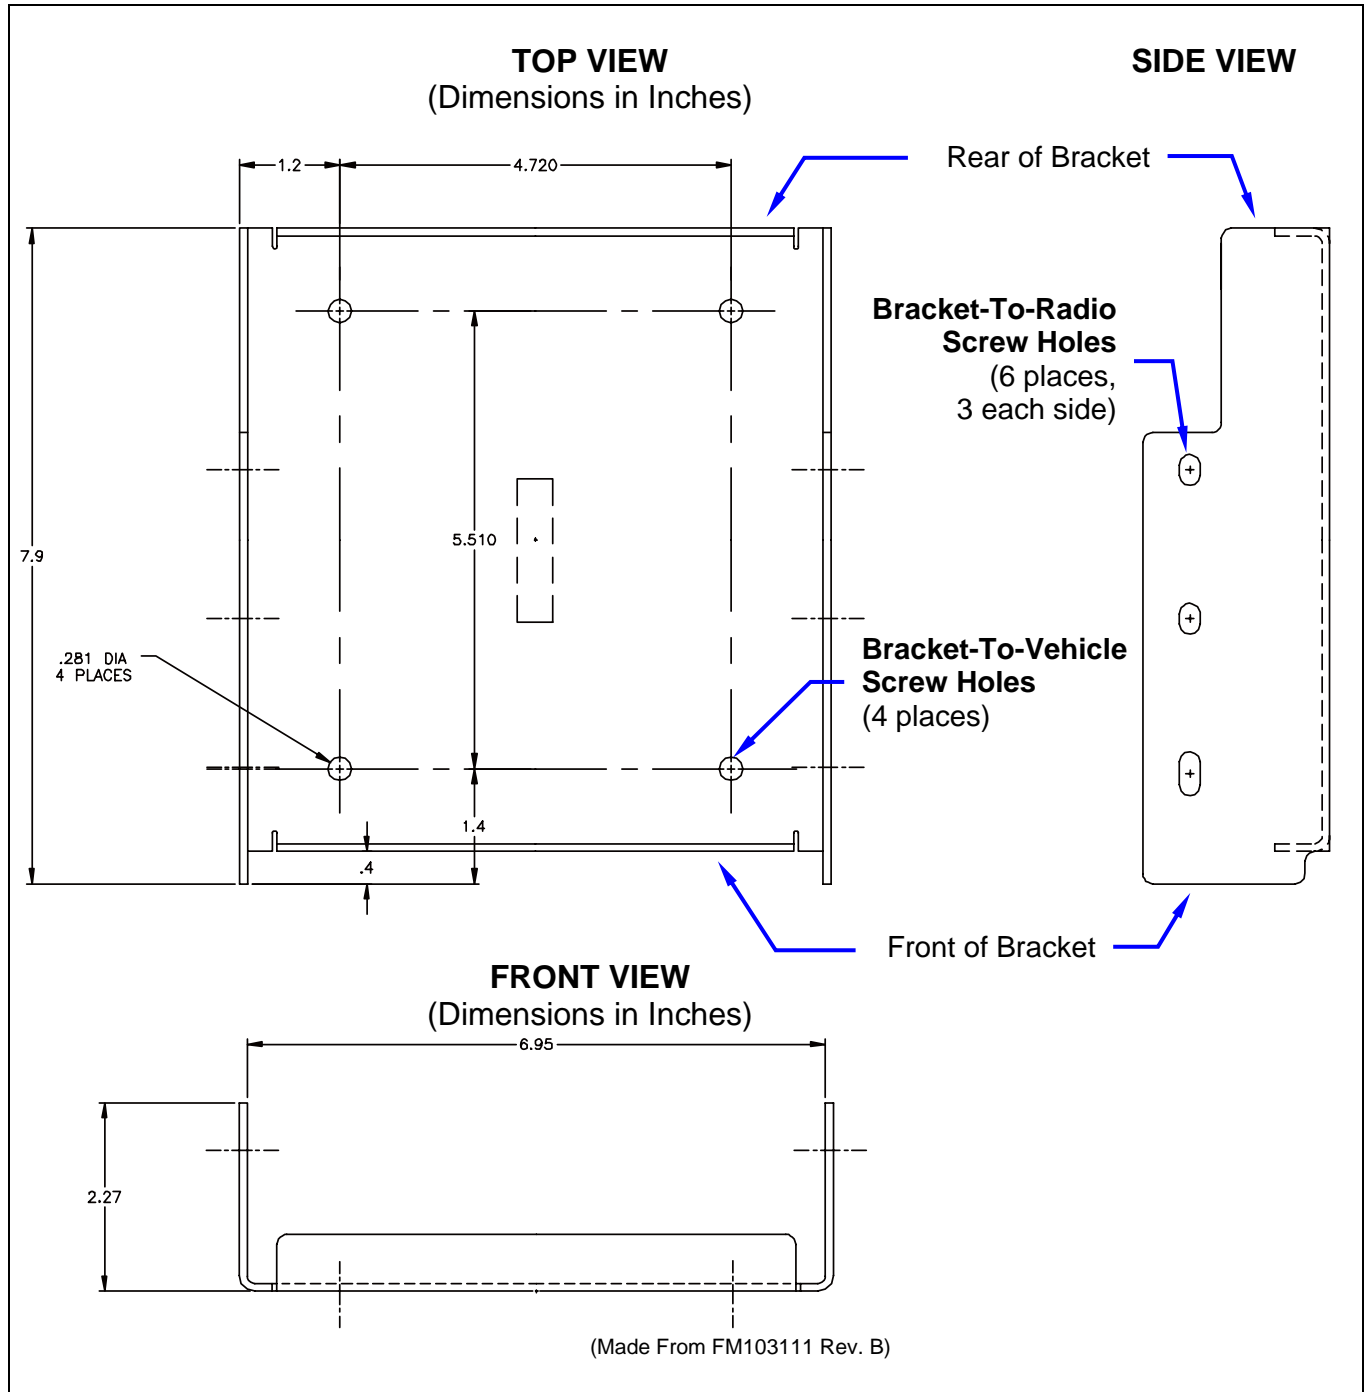 TOP VIEW
(Dimensions in Inches)
SIDE VIEW
1.2
4.720
Rear of Bracket
Bracket-To-Radio
Screw Holes
(6 places,
3 each side)
7.9
5.510
.281 DIA
4 PLACES
Bracket-To-Vehicle
Screw Holes
(4 places)
1.4
.4
Front of Bracket
FRONT VIEW
(Dimensions in Inches)
6.95
2.27
(Made From FM103111 Rev. B)